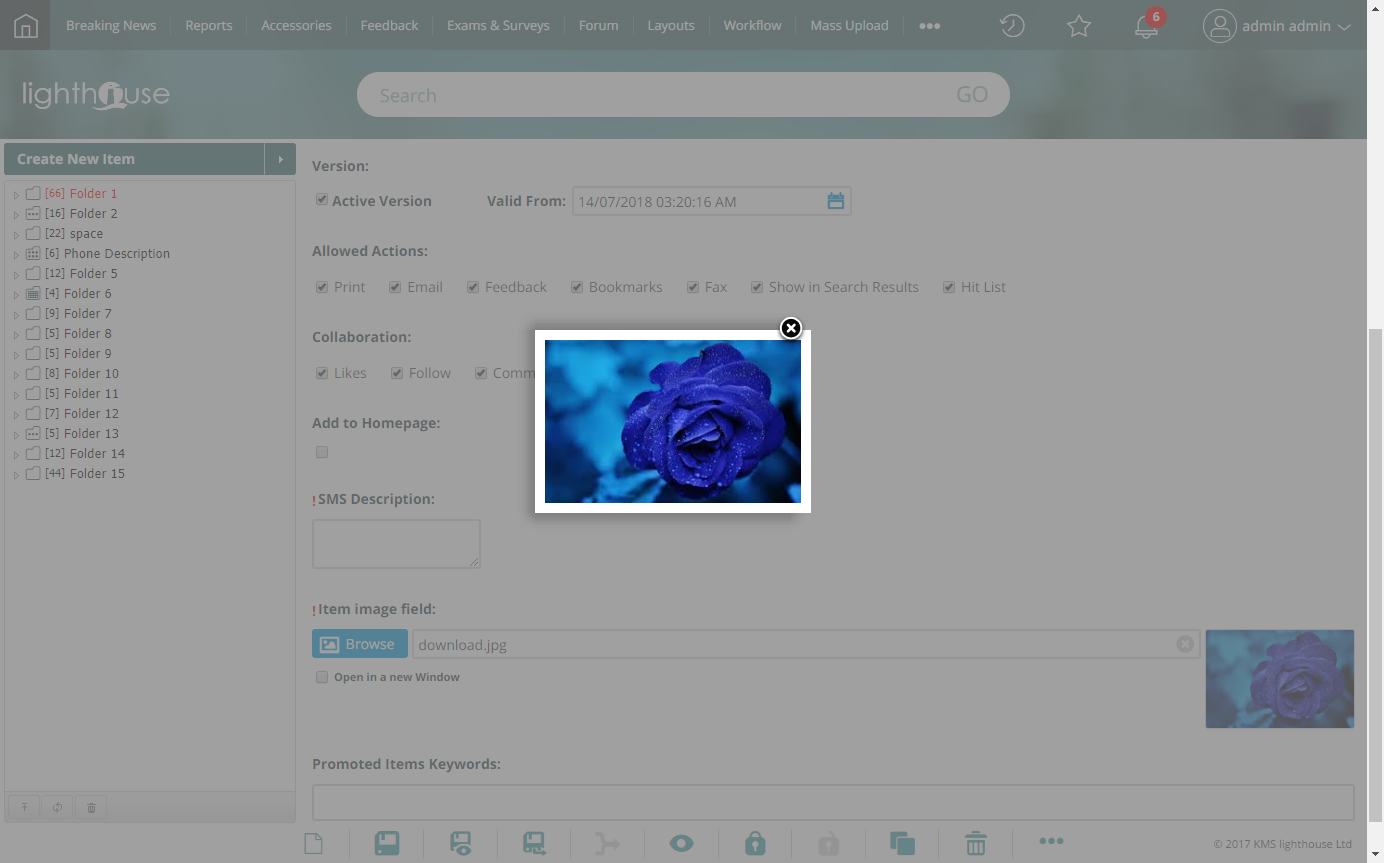 Breaking News Reports Accessories Feedback Exams & Surveys Forum Layouts Workflow Mass Upload ••• 6 admin admin
lighthouse Search GO
Create New Item
[66] Folder 1
[16] Folder 2
[22] space
[6] Phone Description
[12] Folder 5
[4] Folder 6
[9] Folder 7
[5] Folder 8
[5] Folder 9
[8] Folder 10
[5] Folder 11
[7] Folder 12
[5] Folder 13
[12] Folder 14
[44] Folder 15
Version:
Active Version Valid From: 14/07/2018 03:20:16 AM
Allowed Actions:
Print Email Feedback Bookmarks Fax Show in Search Results Hit List
Collaboration:
Likes Follow Comm
Add to Homepage:
! SMS Description:
! Item image field:
Browse download.jpg
Open in a new Window
Promoted Items Keywords:
© 2017 KMS lighthouse Ltd